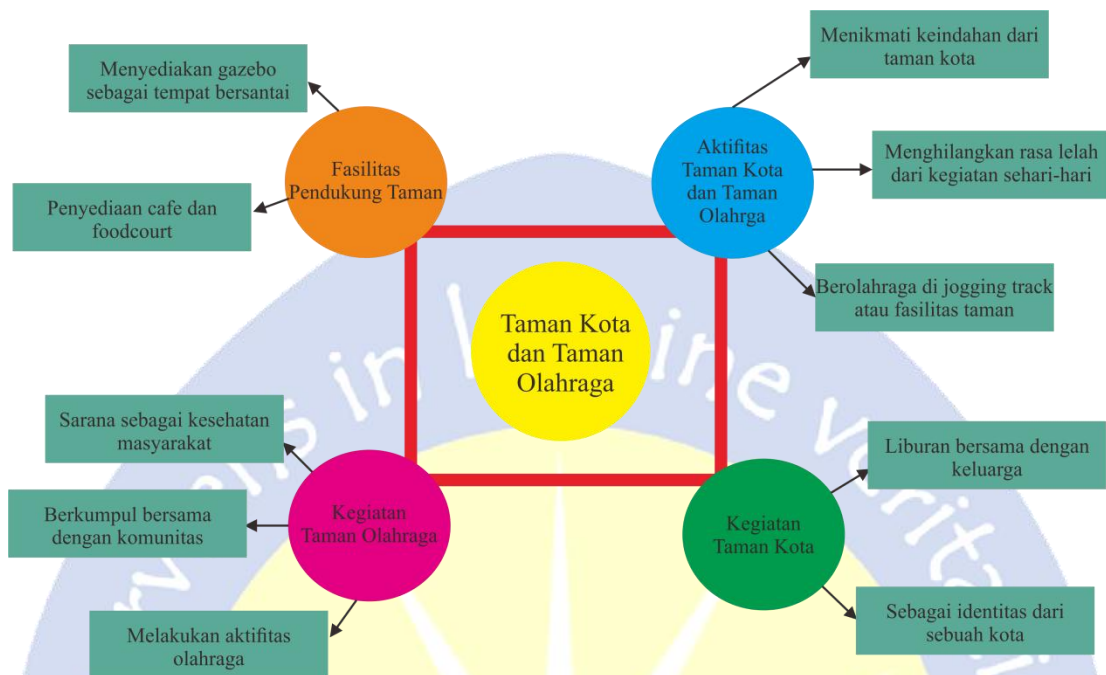 Menikmati keindahan dari
taman kota
Menyediakan gazebo
sebagai tempat bersantai
Fasilitas
Pendukung Taman
Aktifitas
Taman Kota
dan Taman
Olahrga
Menghilangkan rasa lelah
dari kegiatan sehari-hari
Penyediaan cafe dan
foodcourt
Berolahraga di jogging track
atau fasilitas taman
Taman Kota
dan Taman
Olahraga
Sarana sebagai kesehatan
masyarakat
Liburan bersama dengan
keluarga
Berkumpul bersama
dengan komunitas
Kegiatan
Taman Olahraga
Kegiatan
Taman Kota
Melakukan aktifitas
olahraga
Sebagai identitas dari
sebuah kota
in
ine verita